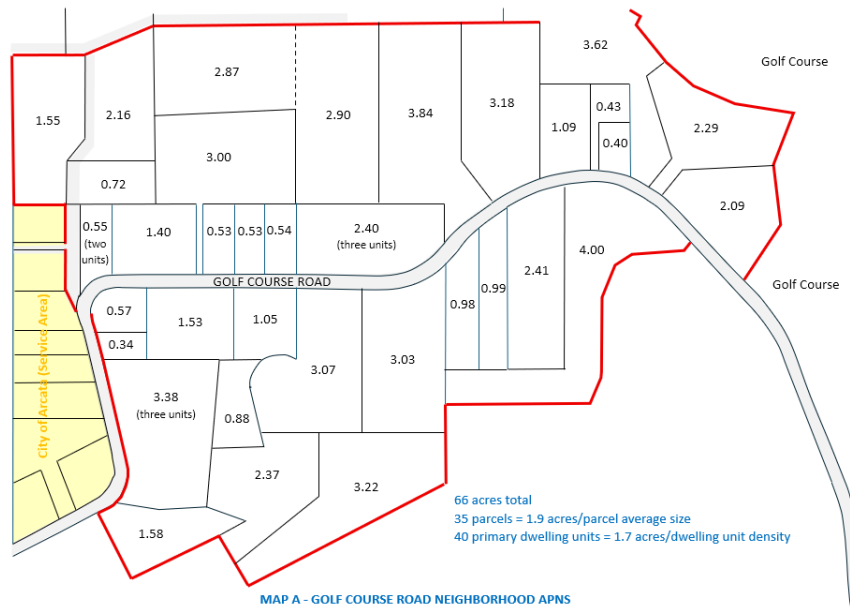 3.62
Golf Course
2.87
1.55
2.16
2.90
3.84
3.18
0.43
1.09
2.29
0.40
3.00
0.72
2.09
0.55
(two
units)
1.40
0.53
0.53
0.54
2.40
(three units)
4.00
2.41
GOLF COURSE ROAD
Golf Course
0.98
0.99
0.57
1.53
1.05
0.34
3.07
3.03
City of Arcata (Service Area)
3.38
(three units)
0.88
2.37
3.22
1.58
66 acres total
35 parcels = 1.9 acres/parcel average size
40 primary dwelling units = 1.7 acres/dwelling unit density
MAP A - GOLF COURSE ROAD NEIGHBORHOOD APNS